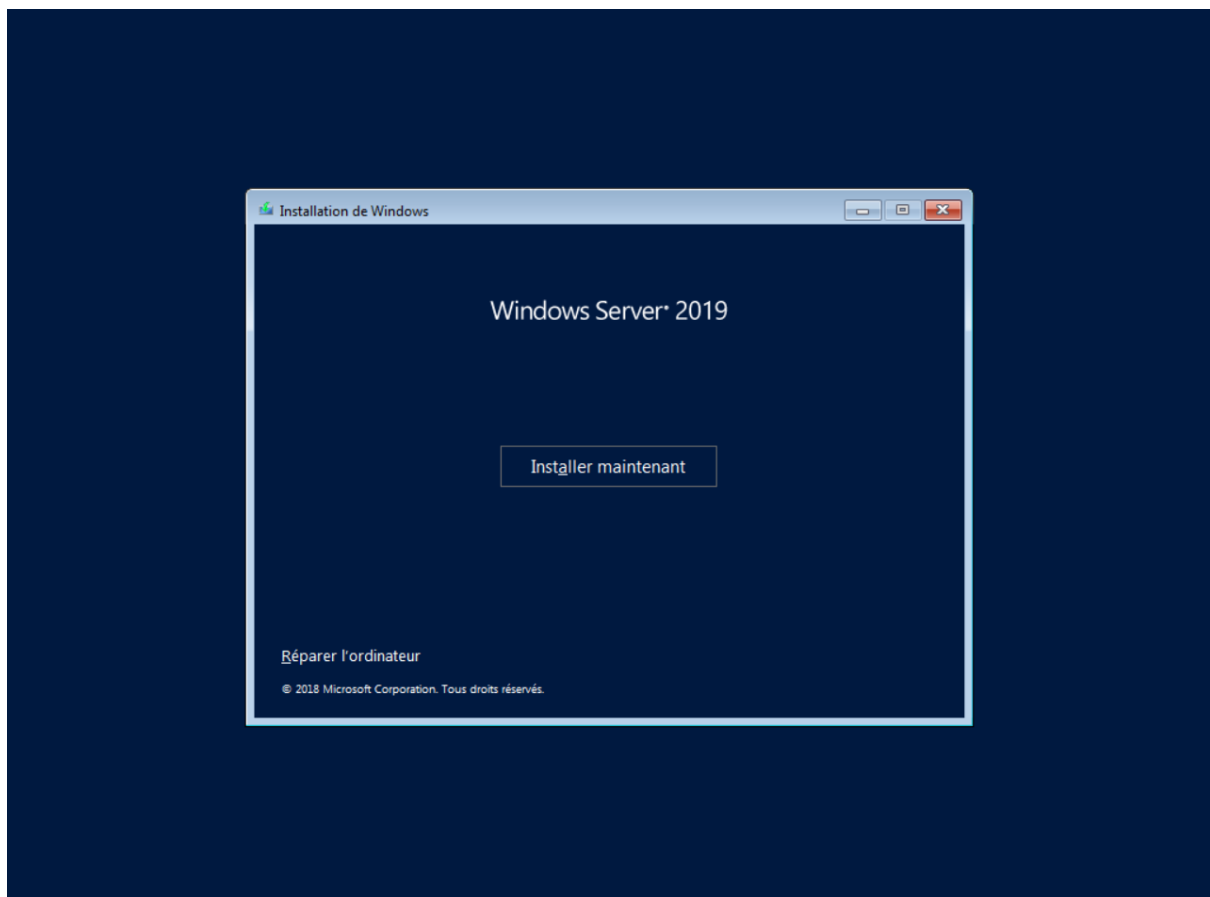 Installation de Windows
Windows Server® 2019
Installer maintenant
Réparer l'ordinateur
© 2018 Microsoft Corporation. Tous droits réservés.